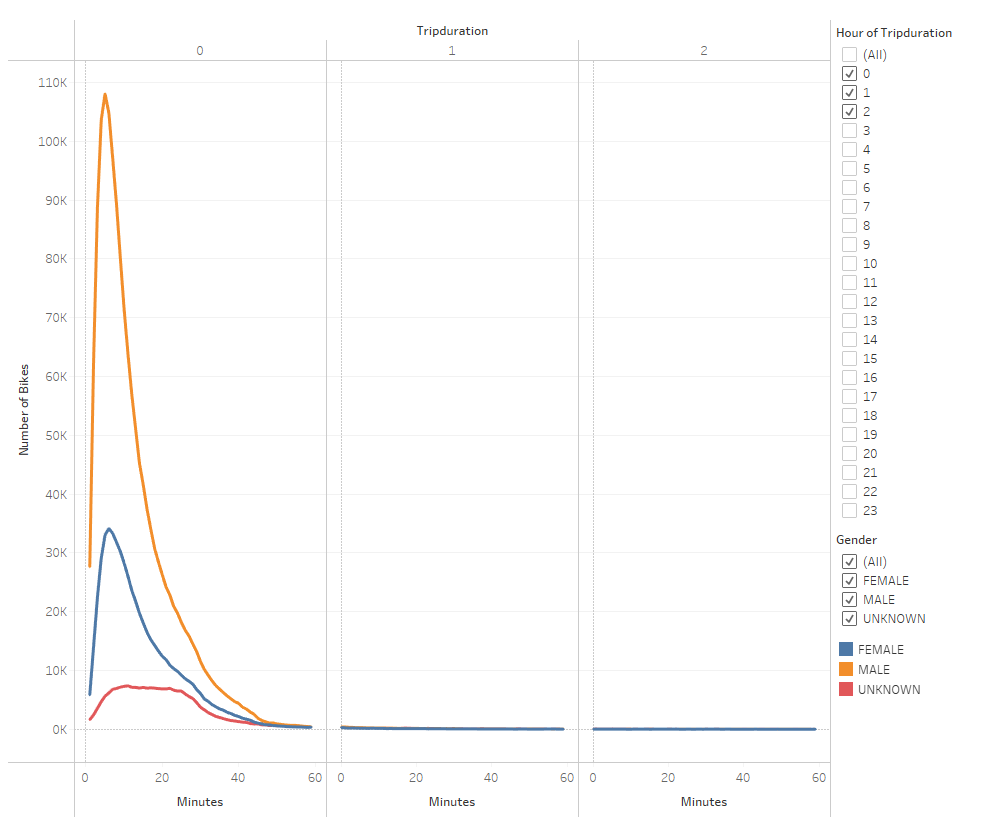 Tripduration
0 1 2
110K
100K
90K
80K
70K
60K
50K
40K
30K
20K
10K
0K
Number of Bikes
0 20 40 60 0 20 40 60 0 20 40 60
Minutes Minutes Minutes
Hour of Tripduration
(All)
0
1
2
3
4
5
6
7
8
9
10
11
12
13
14
15
16
17
18
19
20
21
22
23
Gender
(All)
FEMALE
MALE
UNKNOWN
FEMALE
MALE
UNKNOWN